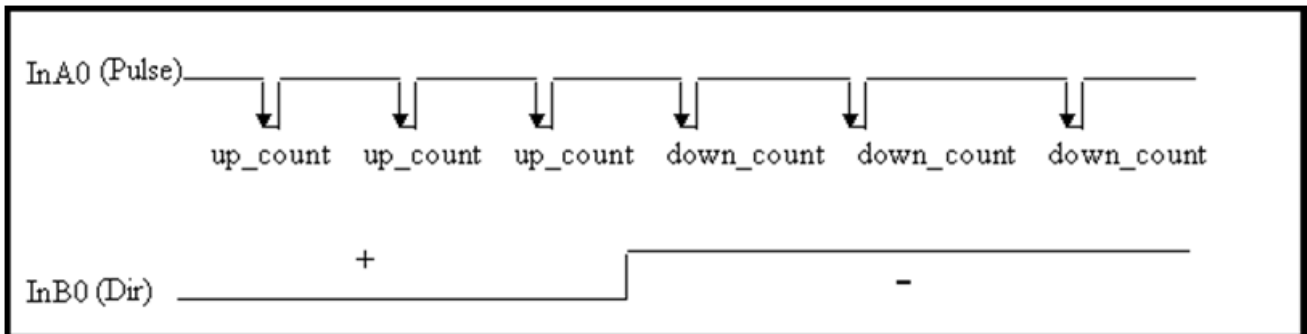 InA0 (Pulse)
up_count up_count up_count down_count down_count down_count
+
-
InB0 (Dir)